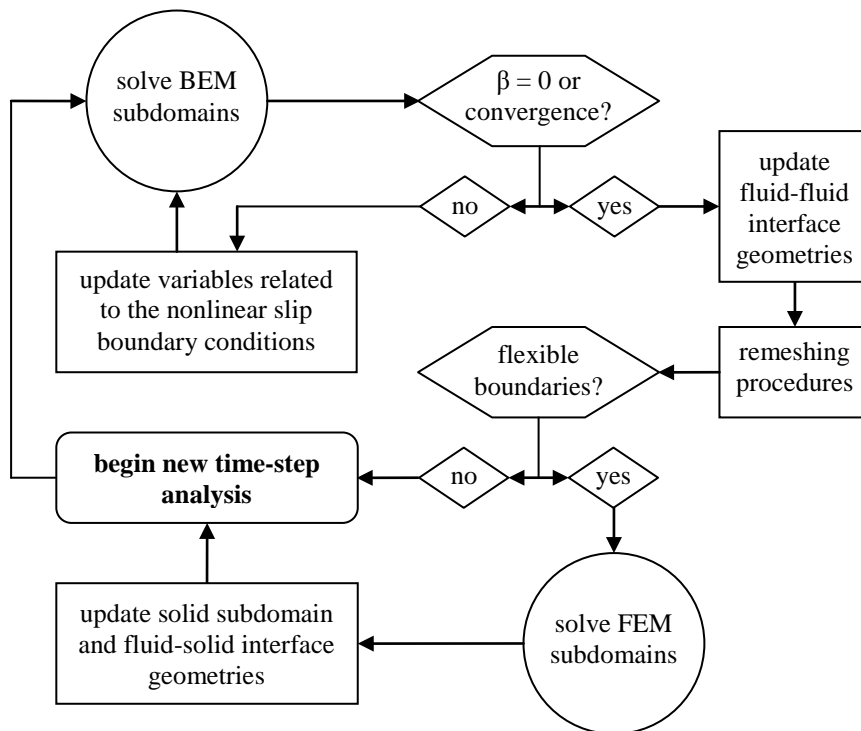 solve BEM
subdomains
β = 0 or
convergence?
update
fluid-fluid
interface
geometries
no
yes
update variables related
to the nonlinear slip
boundary conditions
flexible
boundaries?
remeshing
procedures
begin new time-step
analysis
no
yes
update solid subdomain
and fluid-solid interface
geometries
solve FEM
subdomains